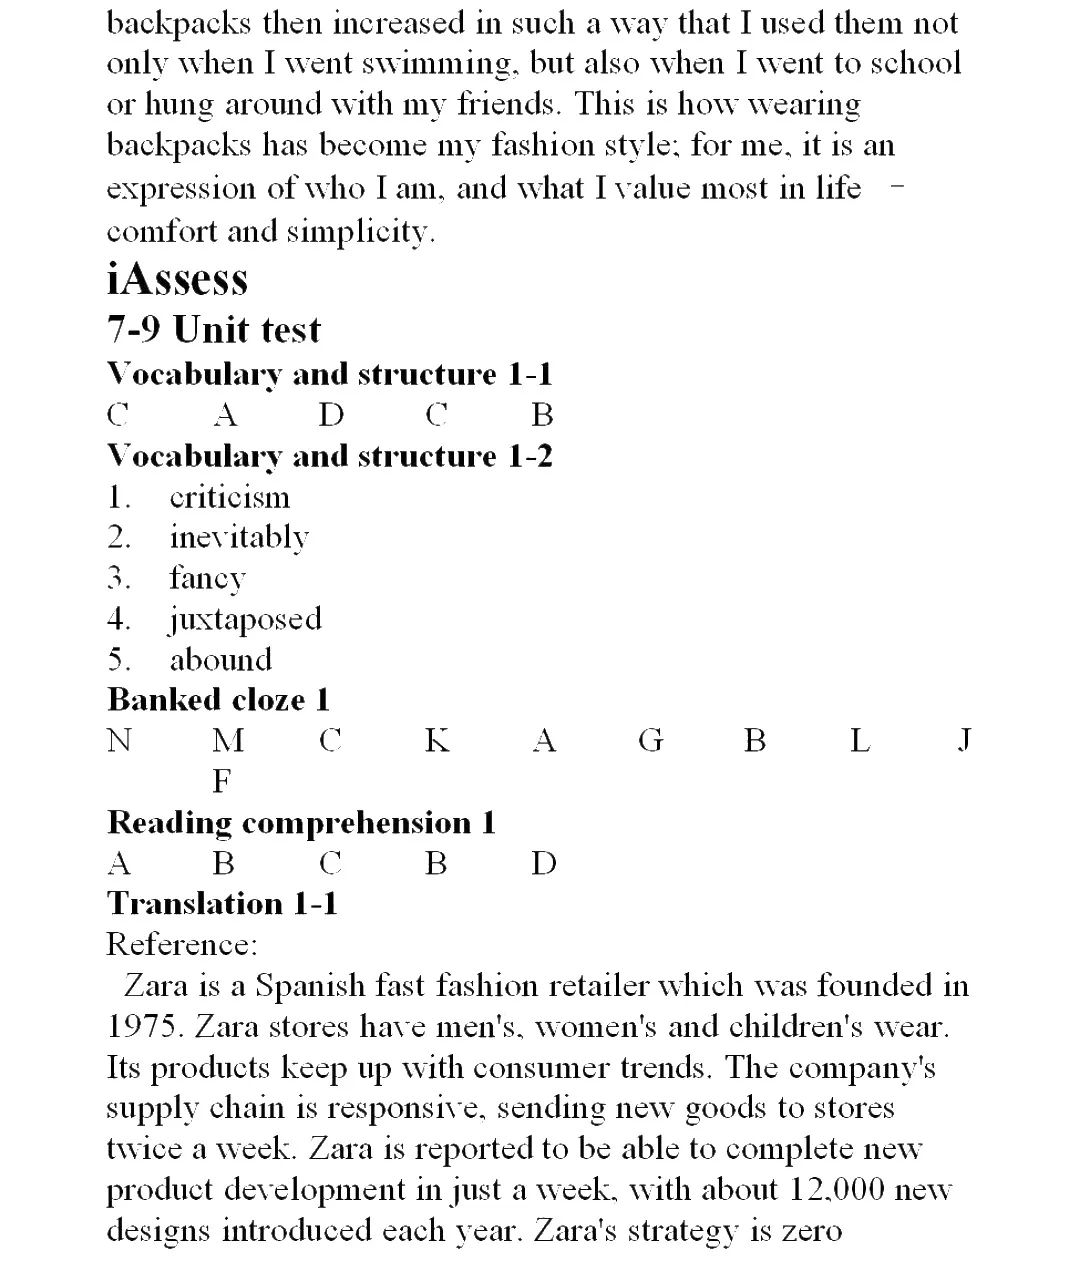 backpacks then increased in such a way that I used them not
only when I went swimming, but also when I went to school
or hung around with my friends. This is how wearing
backpacks has become my fashion style; for me, it is an
expression of who I am, and what I value most in life –
comfort and simplicity.
iAssess
7-9 Unit test
Vocabulary and structure 1-1
C A D C B
Vocabulary and structure 1-2
1. criticism
2. inevitably
3. fancy
4. juxtaposed
5. abound
Banked cloze 1
N M C K A G B L J
F
Reading comprehension 1
A B C B D
Translation 1-1
Reference:
Zara is a Spanish fast fashion retailer which was founded in
1975. Zara stores have men's, women's and children's wear.
Its products keep up with consumer trends. The company's
supply chain is responsive, sending new goods to stores
twice a week. Zara is reported to be able to complete new
product development in just a week, with about 12,000 new
designs introduced each year. Zara's strategy is zero